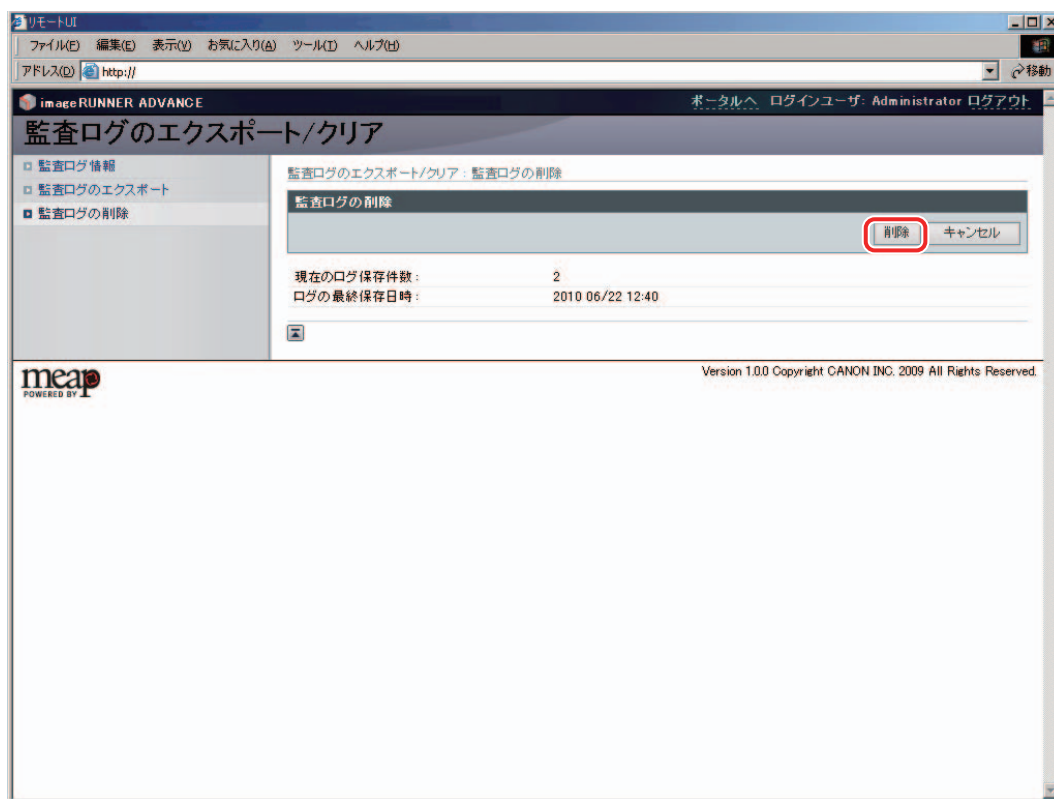 リモートUI
ファイル(F) 編集(E) 表示(V) お気に入り(A) ツール(T) ヘルプ(H)
アドレス(D) http:// 移動
imageRUNNER ADVANCE ポータルへ ログインユーザ: Administrator ログアウト
監査ログのエクスポート/クリア
監査ログ情報
監査ログのエクスポート
監査ログの削除
監査ログのエクスポート/クリア : 監査ログの削除
監査ログの削除
削除 キャンセル
現在のログ保存件数 : 2
ログの最終保存日時 : 2010 06/22 12:40
meap
POWERED BY
Version 1.0.0 Copyright CANON INC. 2009 All Rights Reserved.